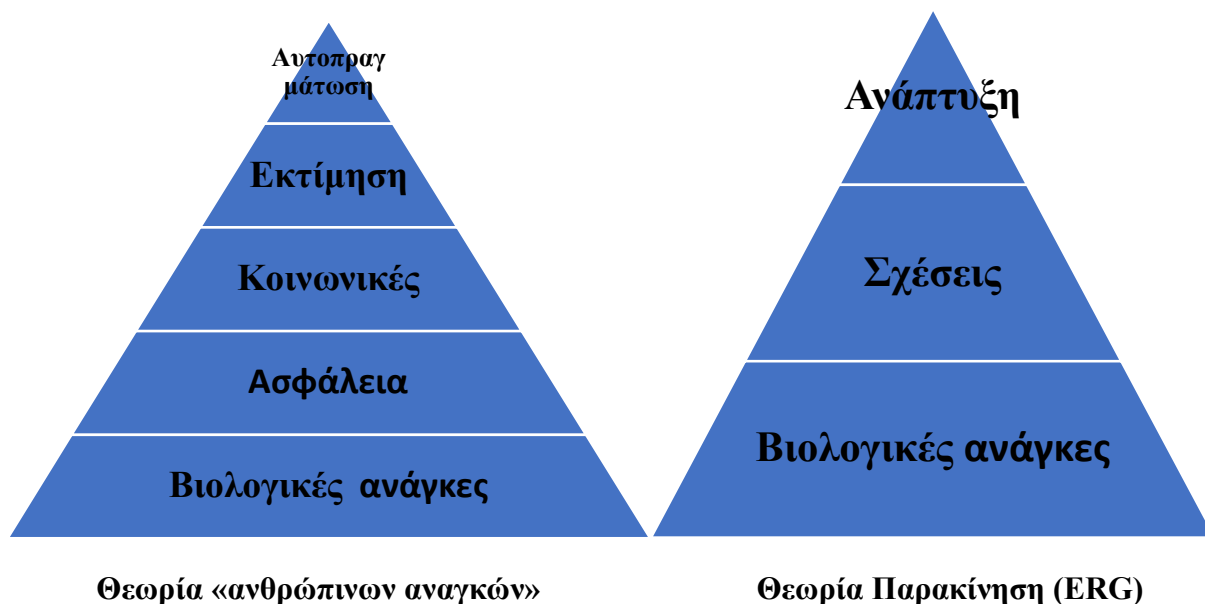 Αυτοπραγ
μάτωση
Εκτίμηση
Κοινωνικές
Ασφάλεια
Βιολογικές ανάγκες
Θεωρία «ανθρώπινων αναγκών»
Ανάπτυξη
Σχέσεις
Βιολογικές ανάγκες
Θεωρία Παρακίνηση (ERG)